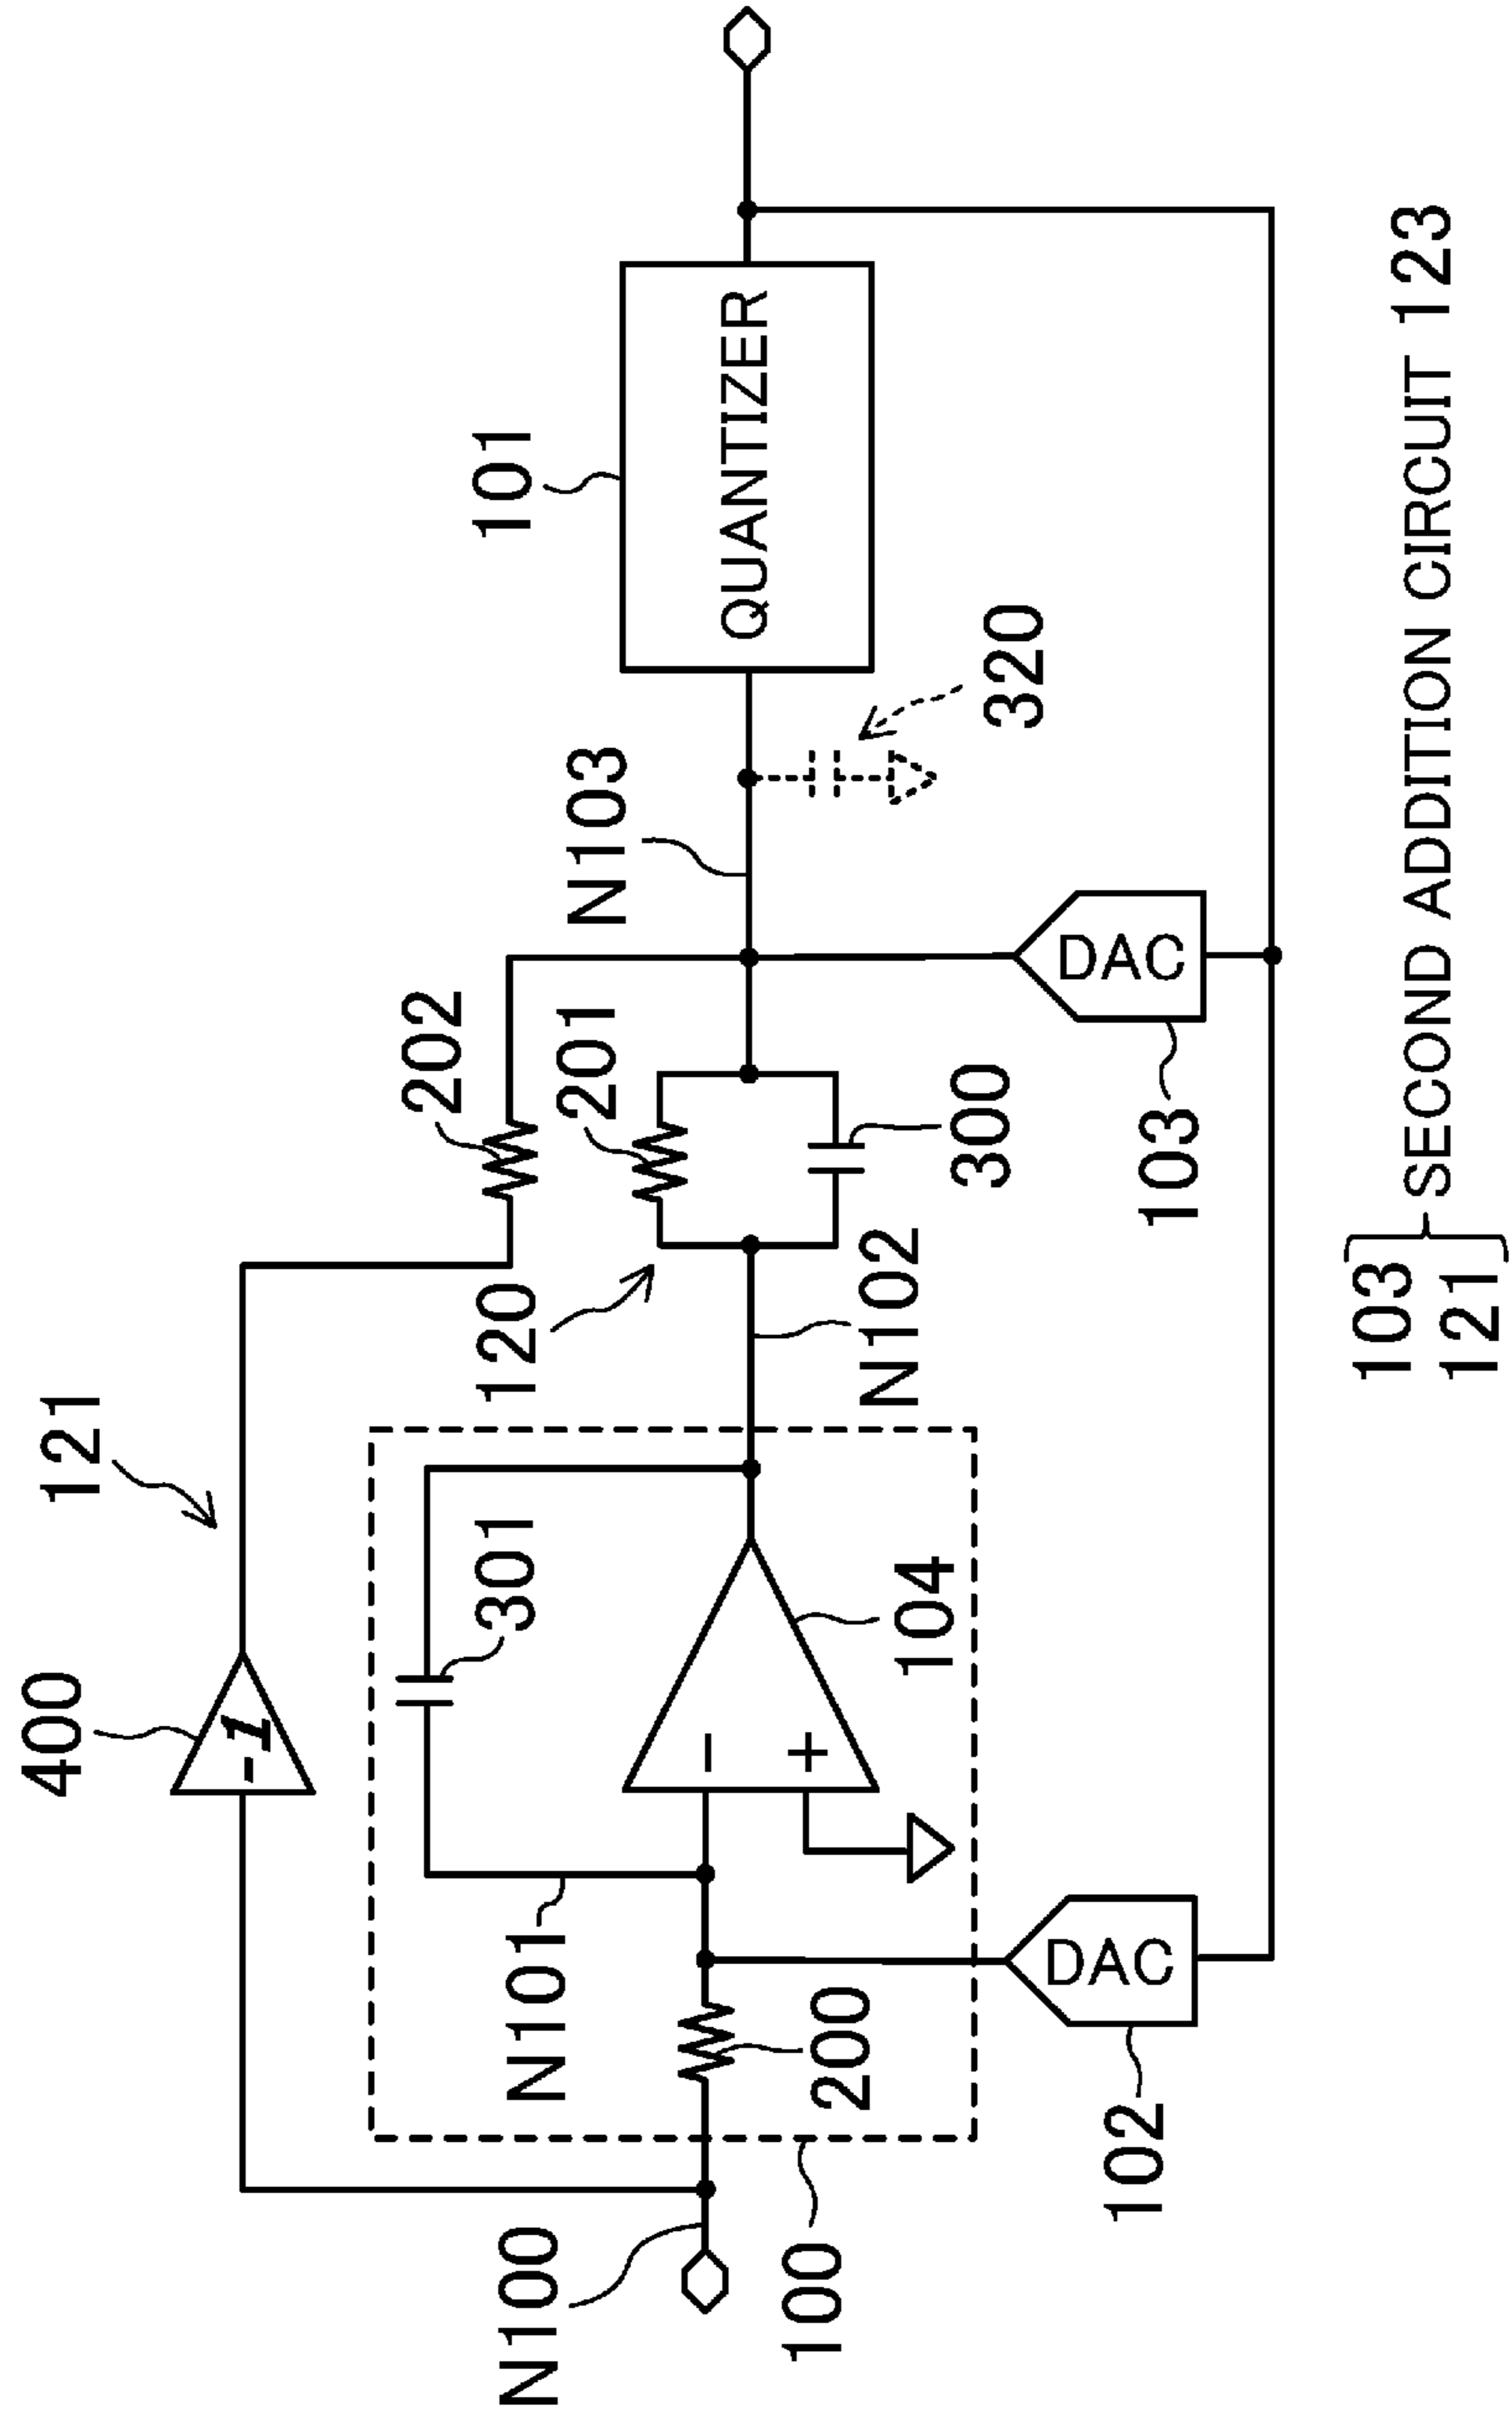 121
400
-1
202
N103
101
120
201
301
QUANTIZER
N101
−
+
104
N102
300
320
N100
200
DAC
DAC
100
102
103
103
121
SECOND ADDITION CIRCUIT 123